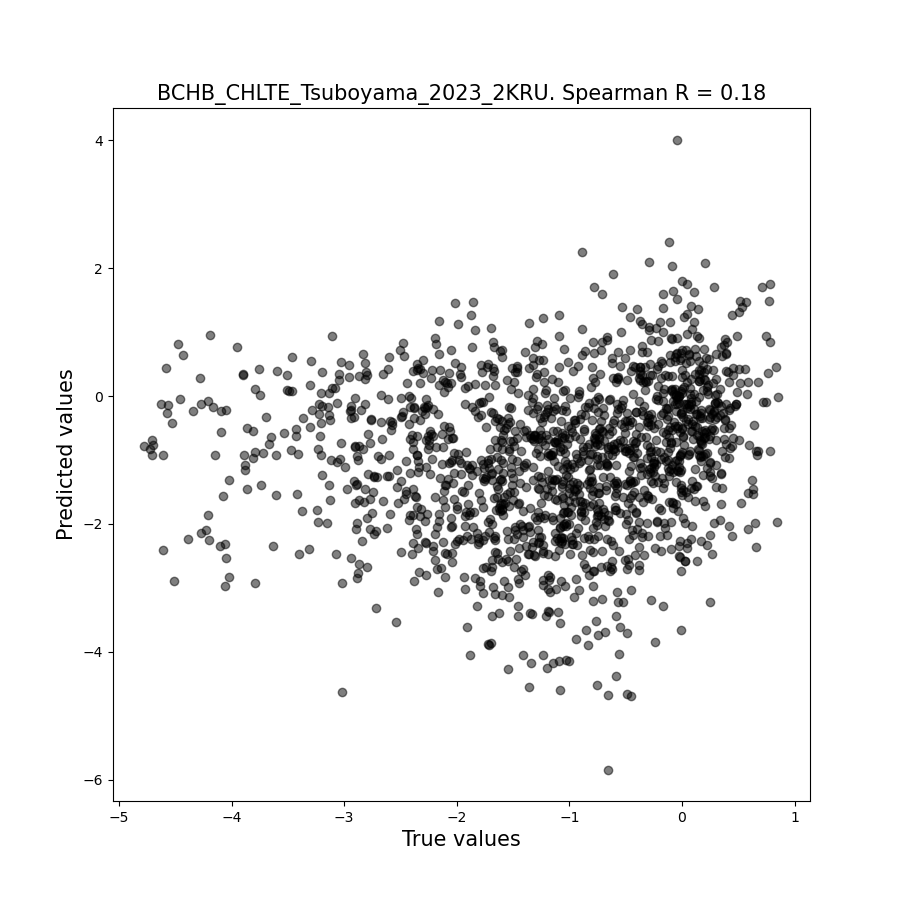 BCHB_CHLTE_Tsuboyama_2023_2KRU. Spearman R = 0.18
4
2
0
−2
−4
−6
Predicted values
−5 −4 −3 −2 −1 0 1
True values